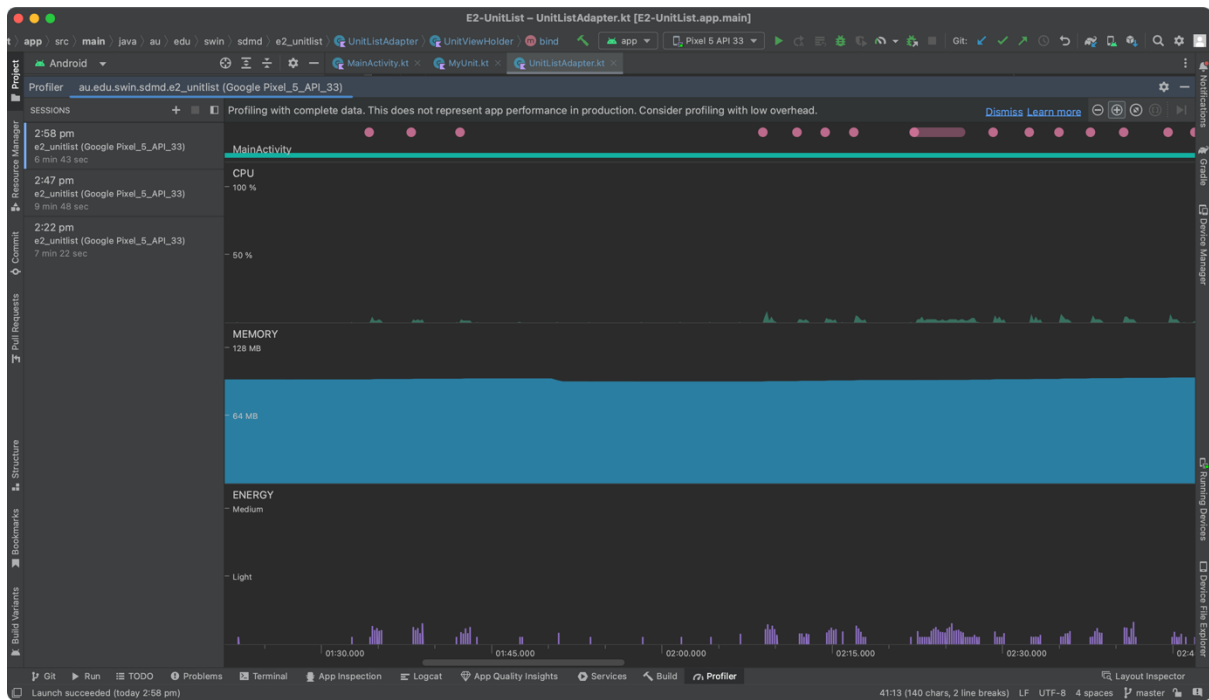 E2-UnitList – UnitListAdapter.kt [E2-UnitList.app.main]
t app src main java au edu swin sdmd e2_unitlist UnitListAdapter UnitViewHolder bind app Pixel 5 API 33 Git:
Project Android MainActivity.kt MyUnit.kt UnitListAdapter.kt
Profiler au.edu.swin.sdmd.e2_unitlist (Google Pixel_5_API_33)
SESSIONS Profiling with complete data. This does not represent app performance in production. Consider profiling with low overhead. Dismiss Learn more
2:58 pm
e2_unitlist (Google Pixel_5_API_33)
6 min 43 sec
2:47 pm
e2_unitlist (Google Pixel_5_API_33)
9 min 48 sec
2:22 pm
e2_unitlist (Google Pixel_5_API_33)
7 min 22 sec
MainActivity
CPU
100 %
50 %
MEMORY
128 MB
64 MB
ENERGY
Medium
Light
01:30.000 01:45.000 02:00.000 02:15.000 02:30.000 02:4
Resource Manager
Commit
Pull Requests
Structure
Bookmarks
Build Variants
Notifications
Gradle
Device Manager
Running Devices
Device File Explorer
Git Run TODO Problems Terminal App Inspection Logcat App Quality Insights Services Build Profiler Layout Inspector
Launch succeeded (today 2:58 pm) 41:13 (140 chars, 2 line breaks) LF UTF-8 4 spaces master